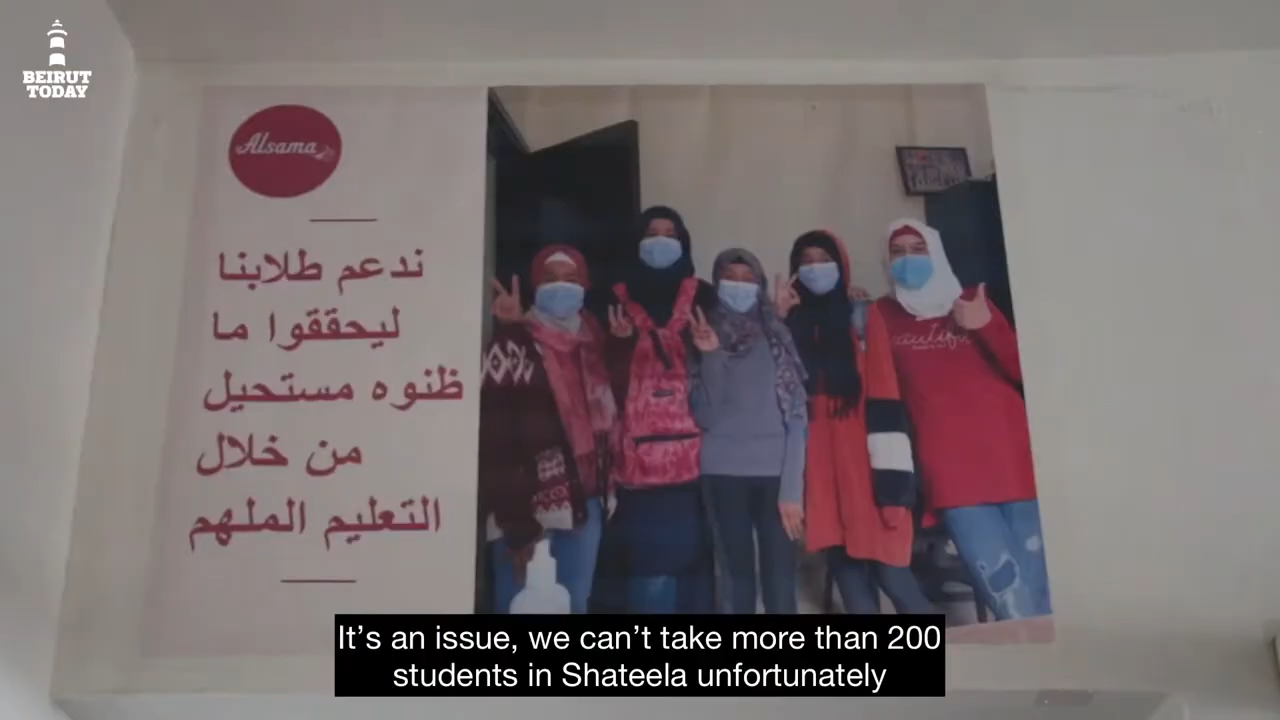 BEIRUT
TODAY
Alsama
ندعم طلابنا
ليحققوا ما
ظنوه مستحيل
من خلال
التعليم الملهم
It's an issue, we can't take more than 200
students in Shateela unfortunately